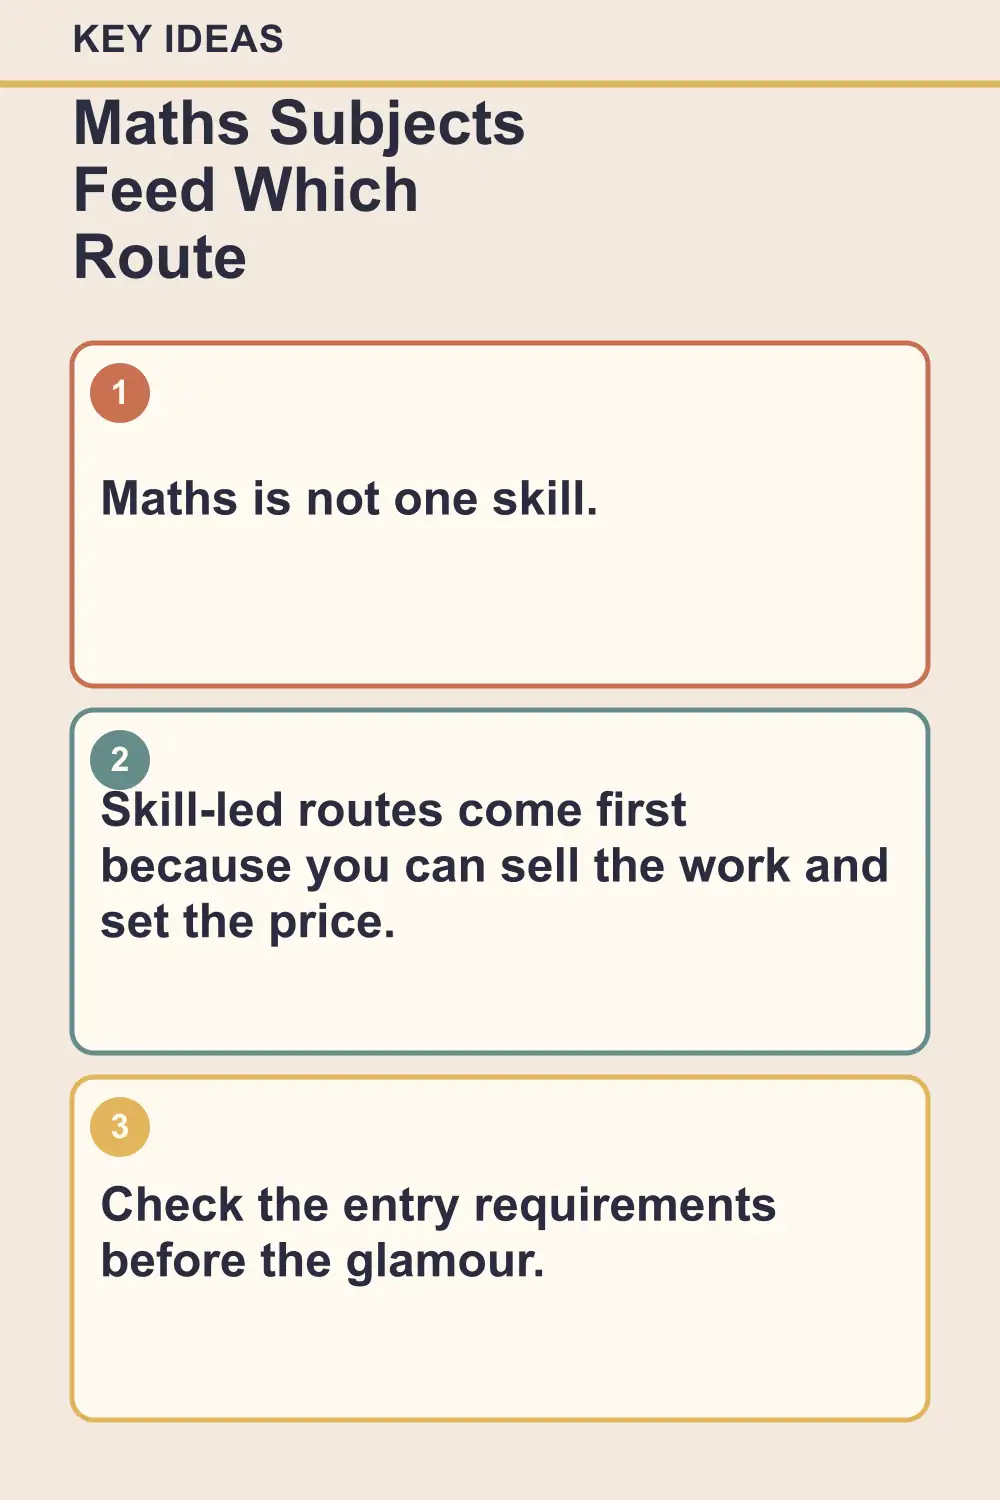 KEY IDEAS
Maths Subjects
Feed Which
Route
1
Maths is not one skill.
2
Skill-led routes come first
because you can sell the work and
set the price.
3
Check the entry requirements
before the glamour.